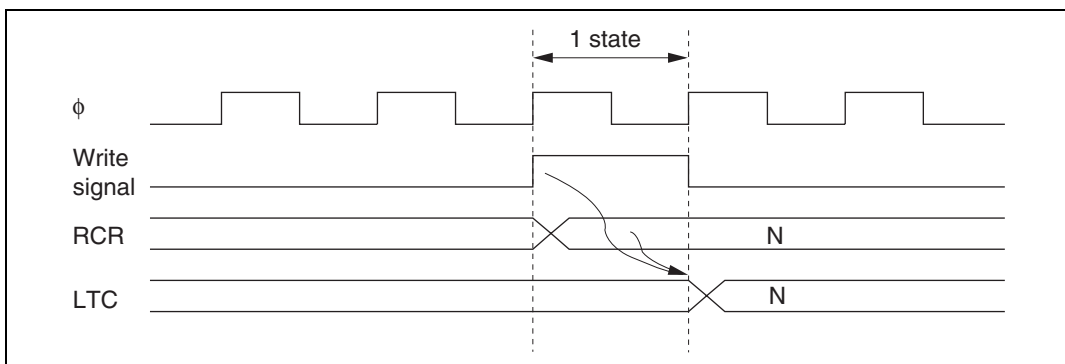 1 state
ϕ
Write
signal
RCR
N
LTC
N